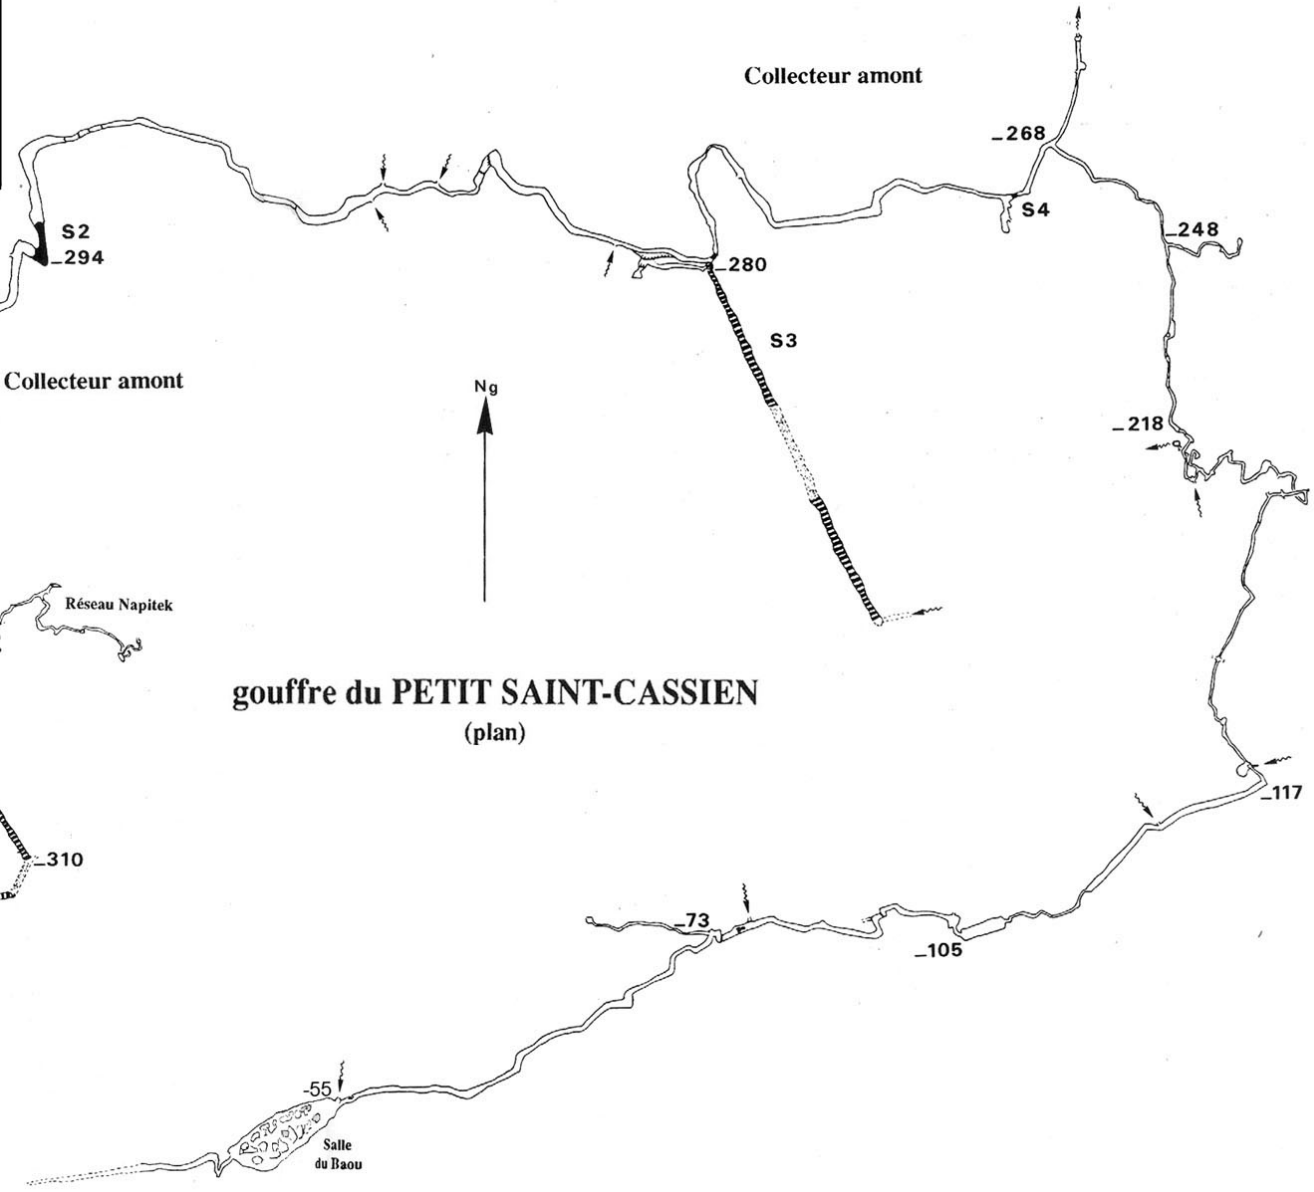 Collecteur amont
_268
S4
S2
_294
_248
_280
S3
Collecteur amont
Ng
_218
Réseau Napitek
gouffre du PETIT SAINT-CASSIEN
(plan)
_117
_310
_73
_105
-55
Salle
du Baou